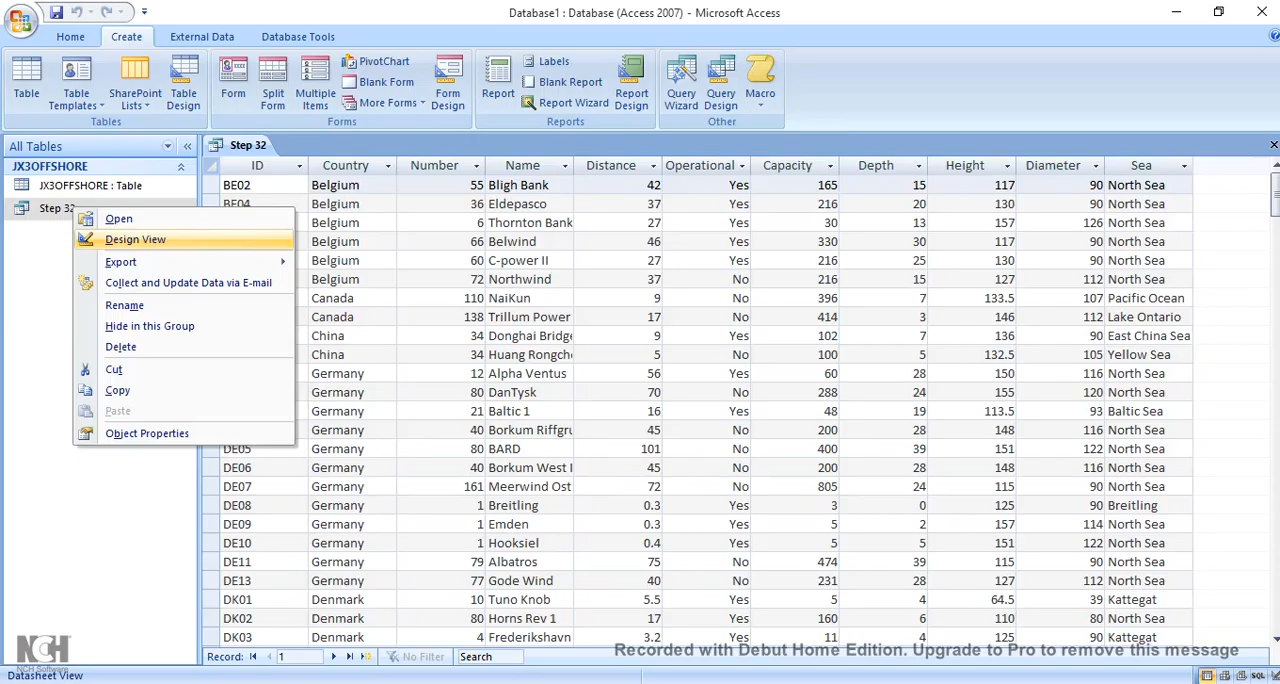 Database1 : Database (Access 2007) - Microsoft Access
Home Create External Data Database Tools
Table Table Templates SharePoint Lists Table Design
Tables
Form Split Form Multiple Items PivotChart Blank Form More Forms Form Design
Forms
Report Labels Blank Report Report Wizard Report Design
Reports
Query Wizard Query Design Macro
Other
All Tables
JX3OFFSHORE
JX3OFFSHORE : Table
Step 32
Open
Design View
Export
Collect and Update Data via E-mail
Rename
Hide in this Group
Delete
Cut
Copy
Paste
Object Properties
Step 32
ID Country Number Name Distance Operational Capacity Depth Height Diameter Sea
BE02 Belgium 55 Bligh Bank 42 Yes 165 15 117 90 North Sea
BE04 Belgium 36 Eldepasco 37 Yes 216 20 130 90 North Sea
Belgium 6 Thornton Bank 27 Yes 30 13 157 126 North Sea
Belgium 66 Belwind 46 Yes 330 30 117 90 North Sea
Belgium 60 C-power II 27 Yes 216 25 130 90 North Sea
Belgium 72 Northwind 37 No 216 15 127 112 North Sea
Canada 110 NaiKun 9 No 396 7 133.5 107 Pacific Ocean
Canada 138 Trillum Power 17 No 414 3 146 112 Lake Ontario
China 34 Donghai Bridge 9 Yes 102 7 136 90 East China Sea
China 34 Huang Rongche 5 No 100 5 132.5 105 Yellow Sea
Germany 12 Alpha Ventus 56 Yes 60 28 150 116 North Sea
Germany 80 DanTysk 70 No 288 24 155 120 North Sea
Germany 21 Baltic 1 16 Yes 48 19 113.5 93 Baltic Sea
Germany 40 Borkum Riffgru 45 No 200 28 148 116 North Sea
DE05 Germany 80 BARD 101 No 400 39 151 122 North Sea
DE06 Germany 40 Borkum West I 45 No 200 28 148 116 North Sea
DE07 Germany 161 Meerwind Ost 72 No 805 24 115 90 North Sea
DE08 Germany 1 Breitling 0.3 Yes 3 0 125 90 Breitling
DE09 Germany 1 Emden 0.3 Yes 5 2 157 114 North Sea
DE10 Germany 1 Hooksiel 0.4 Yes 5 5 151 122 North Sea
DE11 Germany 79 Albatros 75 No 474 39 115 90 North Sea
DE13 Germany 77 Gode Wind 40 No 231 28 127 112 North Sea
DK01 Denmark 10 Tuno Knob 5.5 Yes 5 4 64.5 39 Kattegat
DK02 Denmark 80 Horns Rev 1 17 Yes 160 6 110 80 North Sea
DK03 Denmark 4 Frederikshavn 3.2 Yes 11 4 90 Kattegat
Record: 1 No Filter Search
Recorded with Debut Home Edition. Upgrade to Pro to remove this message
NCH
NCH Software
Datasheet View
SQL